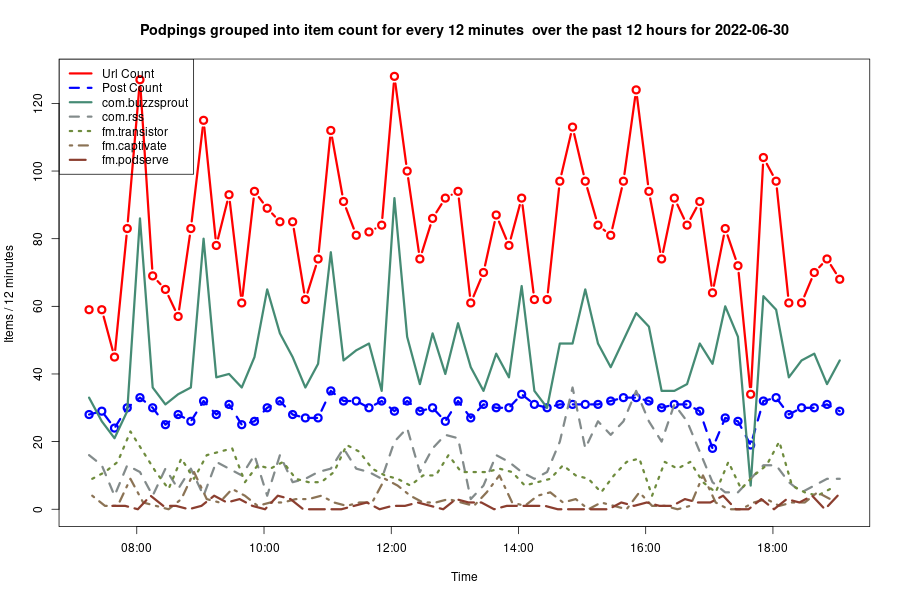 Podpings grouped into item count for every 12 minutes  over the past 12 hours for 2022-06-30
Url Count
Post Count
com.buzzsprout
com.rss
fm.transistor
fm.captivate
fm.podserve
Items / 12 minutes
120
100
80
60
40
20
0
08:00 10:00 12:00 14:00 16:00 18:00
Time